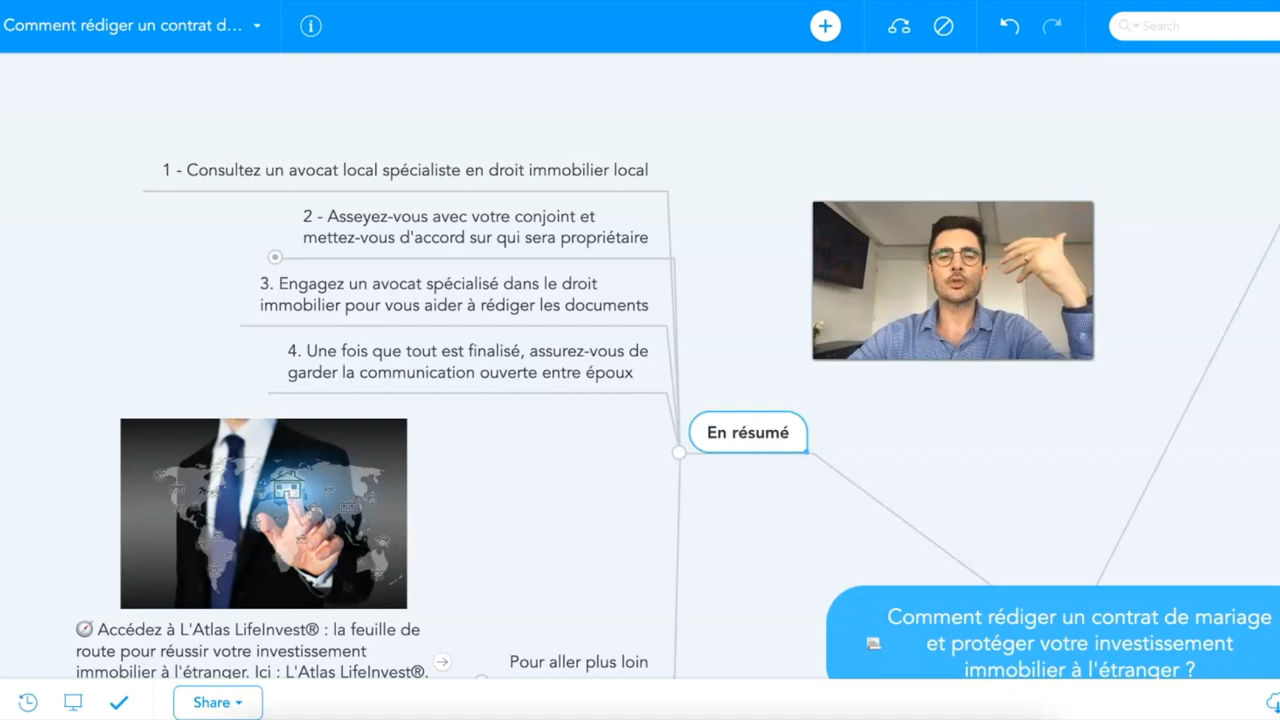 Comment rédiger un contrat d...
Search
1 - Consultez un avocat local spécialiste en droit immobilier local
2 - Asseyez-vous avec votre conjoint et
mettez-vous d'accord sur qui sera propriétaire
3. Engagez un avocat spécialisé dans le droit
immobilier pour vous aider à rédiger les documents
4. Une fois que tout est finalisé, assurez-vous de
garder la communication ouverte entre époux
En résumé
🧭 Accédez à L'Atlas LifeInvest® : la feuille de
route pour réussir votre investissement
immobilier à l'étranger. Ici : L'Atlas LifeInvest®.
Pour aller plus loin
Comment rédiger un contrat de mariage
et protéger votre investissement
immobilier à l'étranger ?
Share